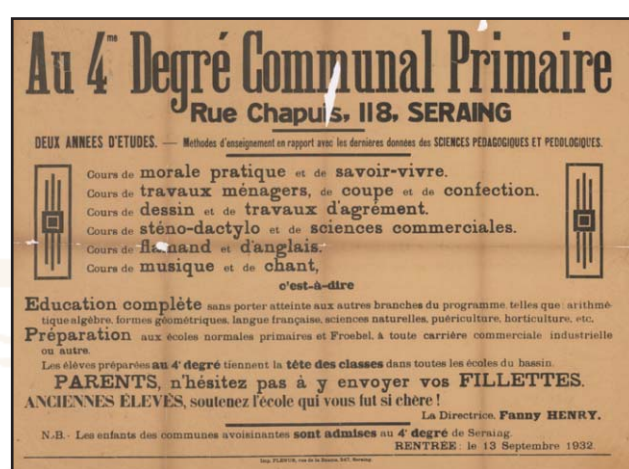 Au 4me Degré Communal Primaire
Rue Chapuis, 118, SERAING
DEUX ANNEES D'ETUDES. — Méthodes d'enseignement en rapport avec les dernières données des SCIENCES PEDAGOGIQUES ET PEDOLOGIQUES.
Cours de morale pratique et de savoir-vivre.
Cours de travaux ménagers, de coupe et de confection.
Cours de dessin et de travaux d'agrément.
Cours de sténo-dactylo et de sciences commerciales.
Cours de flamand et d'anglais.
Cours de musique et de chant,
c'est-à-dire
Education complète sans porter atteinte aux autres branches du programme telles que : arithmé-
tique algèbre, formes géométriques, langue française, sciences naturelles, puériculture, horticulture, etc.
Préparation aux écoles normales primaires et Froebel, à toute carrière commerciale industrielle
ou autre.
Les élèves préparées au 4e degré tiennent la tête des classes dans toutes les écoles du bassin.
PARENTS, n'hésitez pas à y envoyer vos FILLETTES.
ANCIENNES ÉLEVES, soutenez l'école qui vous fut si chère !
La Directrice, Fanny HENRY.
N.B. - Les enfants des communes avoisinantes sont admises au 4e degré de Seraing.
RENTREE : le 13 Septembre 1932.
Seraing.